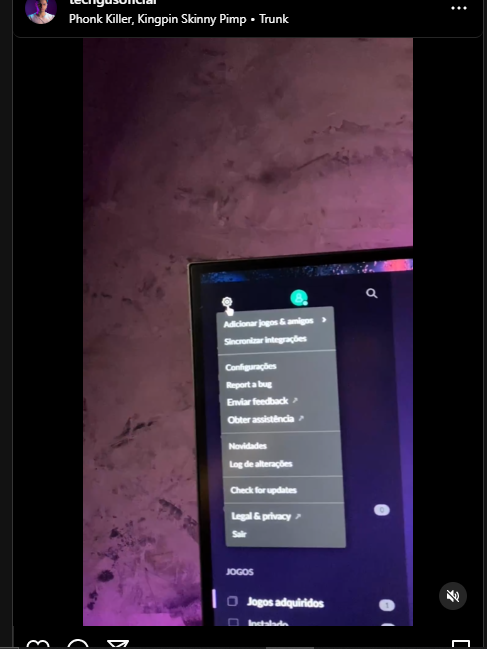 techgusoficial
Phonk Killer, Kingpin Skinny Pimp • Trunk
Adicionar jogos & amigos
Sincronizar integrações
Configurações
Report a bug
Enviar feedback
Obter assistência
Novidades
Log de alterações
Check for updates
Legal & privacy
Sair
JOGOS
Jogos adquiridos
1
Instalado